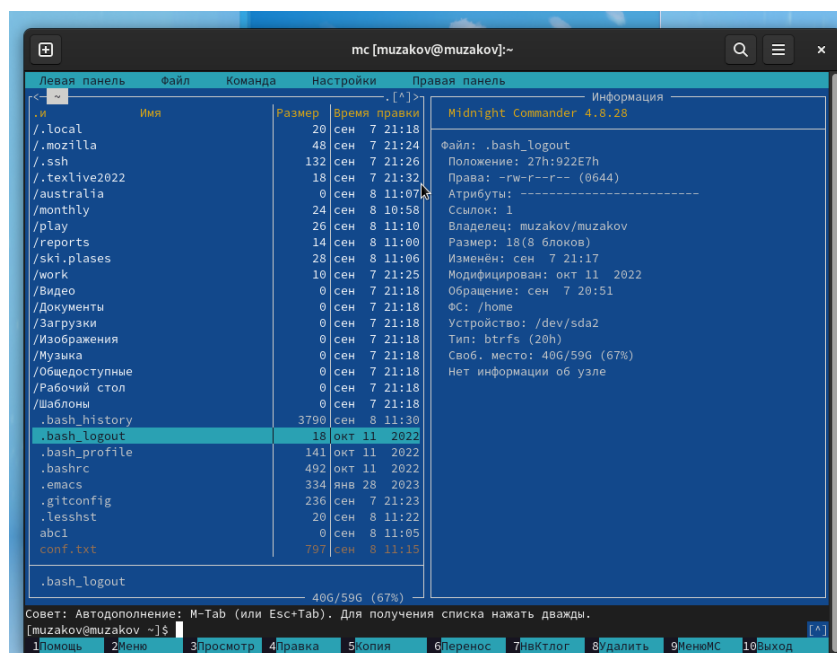 mc [muzakov@muzakov]:~
Левая панель Файл Команда Настройки Правая панель
<— ~ .[^]>
.и Имя Размер Время правки
/.local 20 сен 7 21:18
/.mozilla 48 сен 7 21:24
/.ssh 132 сен 7 21:26
/.texlive2022 18 сен 7 21:32
/australia 0 сен 8 11:07
/monthly 24 сен 8 10:58
/play 26 сен 8 11:10
/reports 14 сен 8 11:00
/ski.plases 28 сен 8 11:06
/work 10 сен 7 21:25
/Видео 0 сен 7 21:18
/Документы 0 сен 7 21:18
/Загрузки 0 сен 7 21:18
/Изображения 0 сен 7 21:18
/Музыка 0 сен 7 21:18
/Общедоступные 0 сен 7 21:18
/Рабочий стол 0 сен 7 21:18
/Шаблоны 0 сен 7 21:18
.bash_history 3790 сен 8 11:30
.bash_logout 18 окт 11 2022
.bash_profile 141 окт 11 2022
.bashrc 492 окт 11 2022
.emacs 334 янв 28 2023
.gitconfig 236 сен 7 21:23
.lesshst 20 сен 8 11:22
abc1 0 сен 8 11:05
conf.txt 797 сен 8 11:15
.bash_logout
40G/59G (67%)
Информация
Midnight Commander 4.8.28
Файл: .bash_logout
Положение: 27h:922E7h
Права: -rw-r--r-- (0644)
Атрибуты: -------------------------
Ссылок: 1
Владелец: muzakov/muzakov
Размер: 18(8 блоков)
Изменён: сен 7 21:17
Модифицирован: окт 11 2022
Обращение: сен 7 20:51
ФС: /home
Устройство: /dev/sda2
Тип: btrfs (20h)
Своб. место: 40G/59G (67%)
Нет информации об узле
Совет: Автодополнение: M-Tab (или Esc+Tab). Для получения списка нажать дважды.
[muzakov@muzakov ~]$ [^]
1Помощь 2Меню 3Просмотр 4Правка 5Копия 6Перенос 7НвКтлог 8Удалить 9МенюMC 10Выход